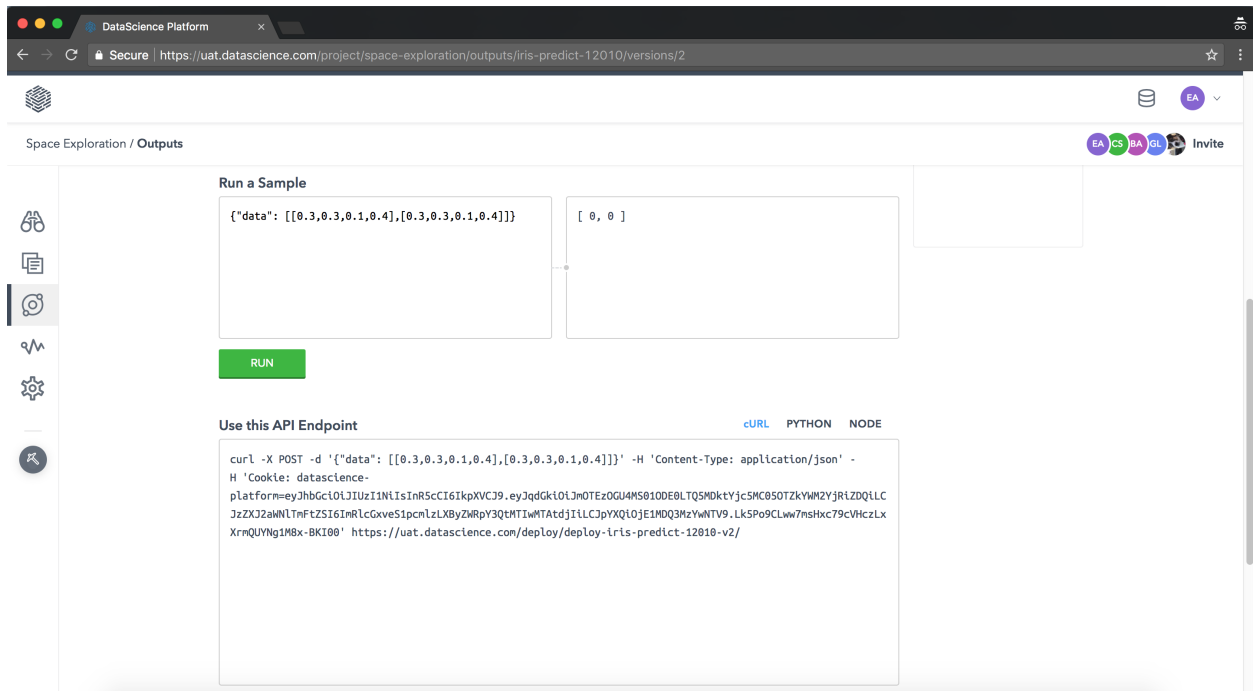 DataScience Platform
Secure https://uat.datascience.com/project/space-exploration/outputs/iris-predict-12010/versions/2
EA
Space Exploration / Outputs
EA CS BA GL Invite
Run a Sample
{"data": [[0.3,0.3,0.1,0.4],[0.3,0.3,0.1,0.4]]}
[ 0, 0 ]
RUN
Use this API Endpoint
cURL PYTHON NODE
curl -X POST -d '{"data": [[0.3,0.3,0.1,0.4],[0.3,0.3,0.1,0.4]]}' -H 'Content-Type: application/json' -
H 'Cookie: datascience-
platform=eyJhbGciOiJIUzI1NiIsInR5cCI6IkpXVCJ9.eyJqdGkiOiJmOTEzOGU4MS01ODE0LTQ5MDktYjc5MC05OTZkYWM2YjRiZDQiLC
JzZXJ2aWNlTmFtZSI6ImRlcGxveS1pcmlzLXByZWRpY3QtMTIwMTAtdjIiLCJpYXQiOjE1MDQ3MzYwNTV9.Lk5Po9CLww7msHxc79cVHczLx
XrmQUYNg1M8x-BKI00' https://uat.datascience.com/deploy/deploy-iris-predict-12010-v2/